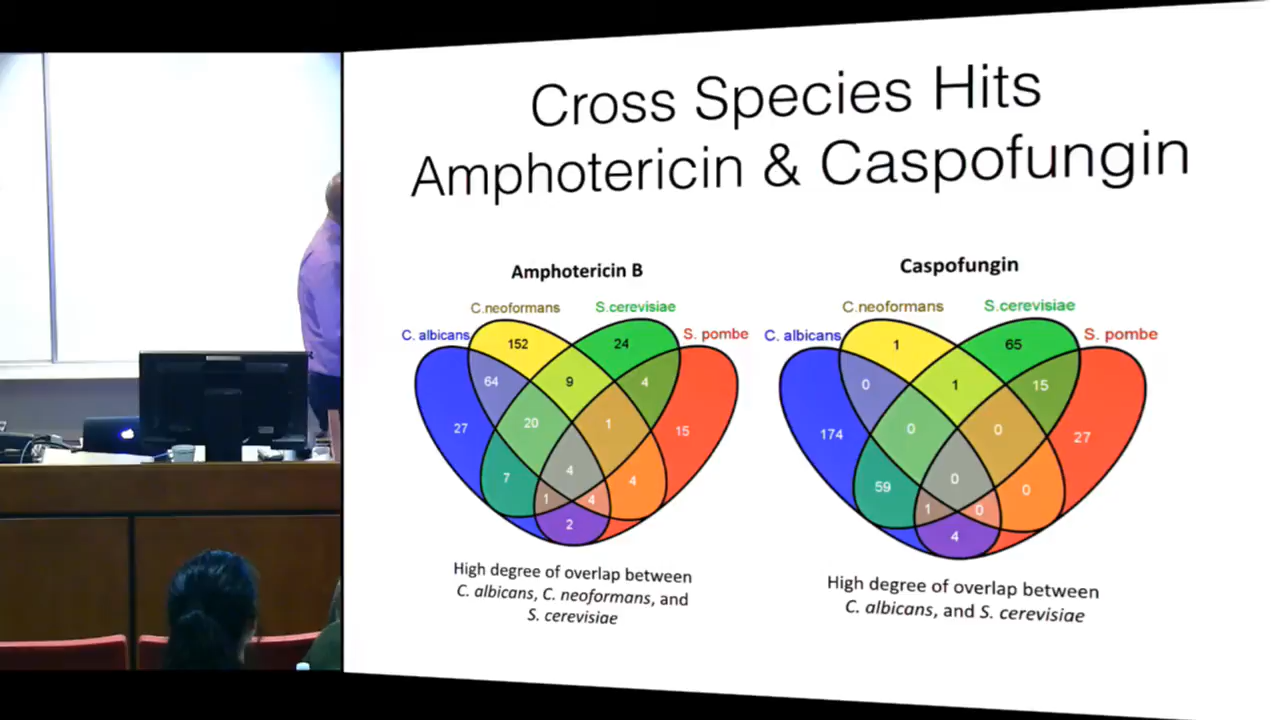 Cross Species Hits
Amphotericin & Caspofungin
Amphotericin B
C.neoformans
S.cerevisiae
C. albicans
S. pombe
152
24
64
9
4
27
20
1
15
7
4
4
1
4
2
High degree of overlap between
C. albicans, C. neoformans, and
S. cerevisiae
Caspofungin
C.neoformans
S.cerevisiae
C. albicans
S. pombe
1
65
0
1
15
174
0
0
27
59
0
0
1
0
4
High degree of overlap between
C. albicans, and S. cerevisiae